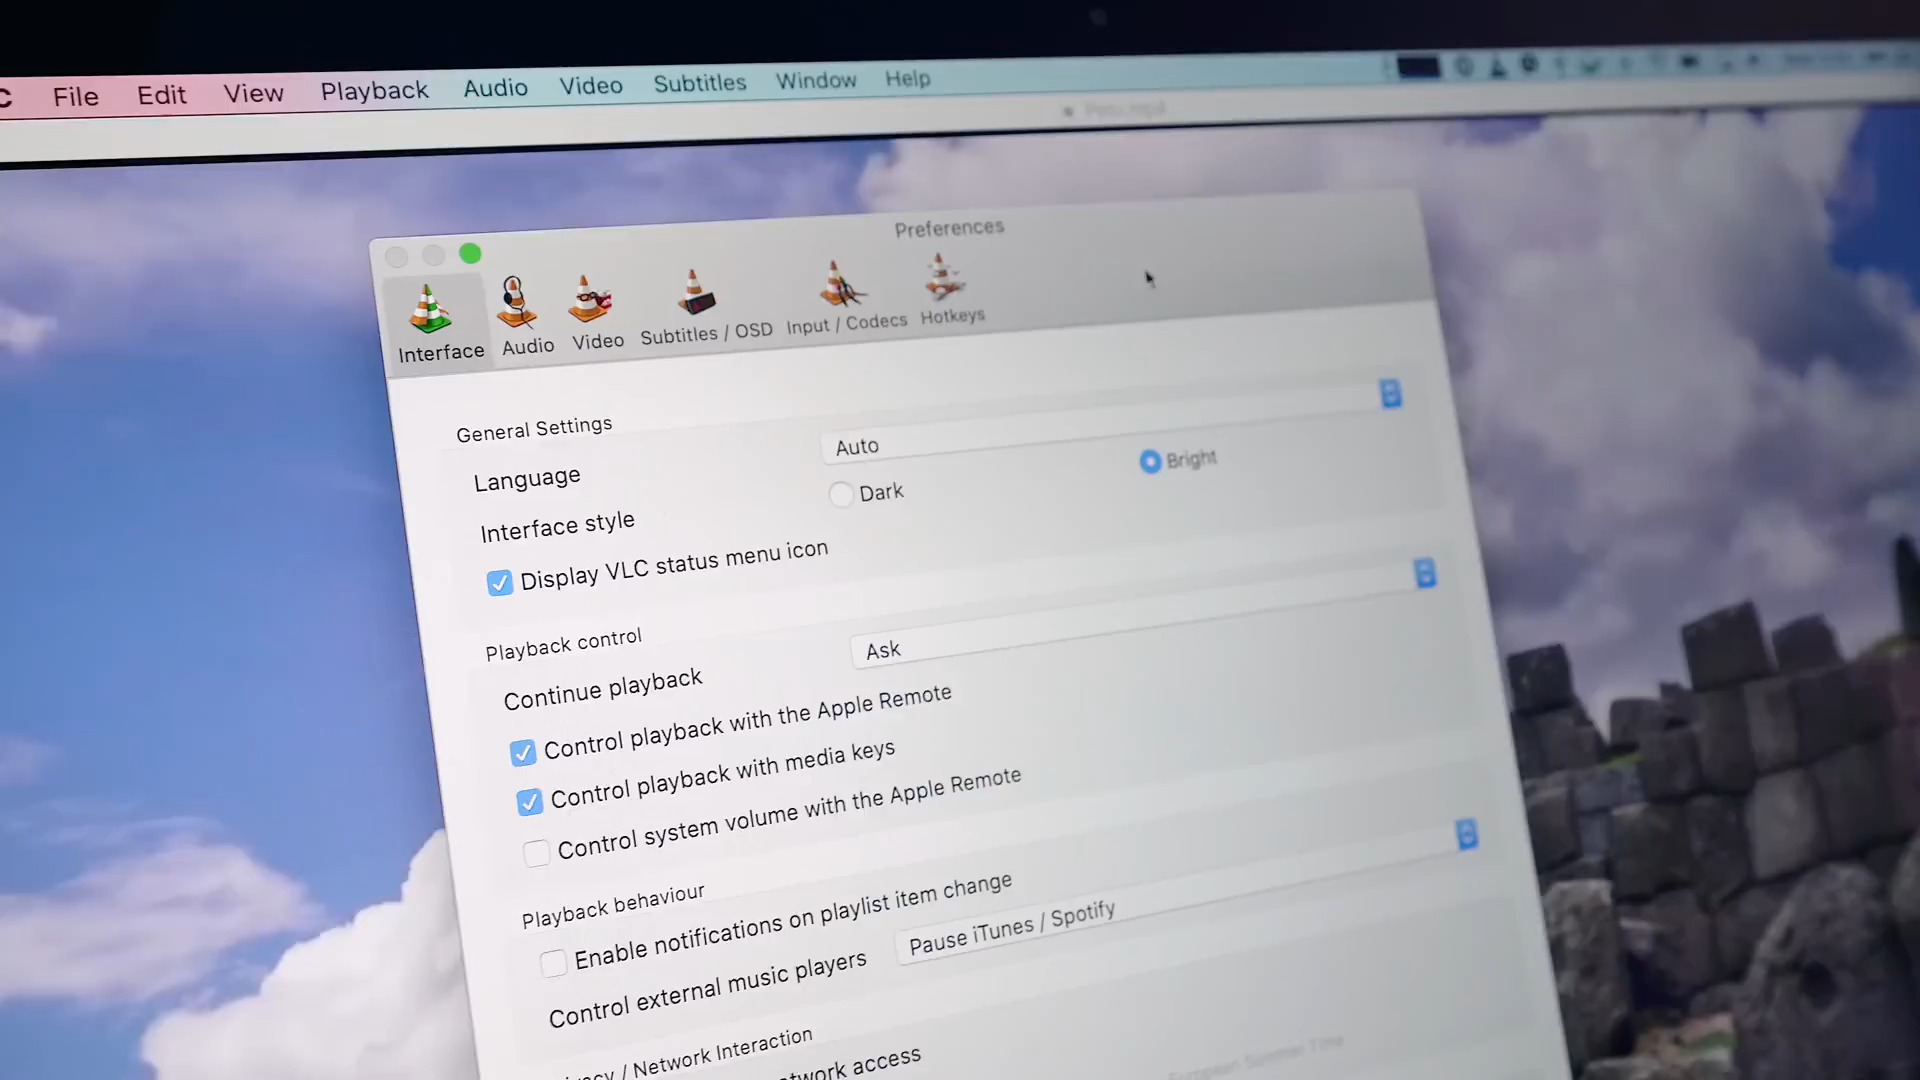 C File Edit View Playback Audio Video Subtitles Window Help
Preferences
Interface Audio Video Subtitles / OSD Input / Codecs Hotkeys
General Settings
Language Auto
Interface style Dark Bright
Display VLC status menu icon
Playback control
Continue playback Ask
Control playback with the Apple Remote
Control playback with media keys
Control system volume with the Apple Remote
Playback behaviour
Enable notifications on playlist item change
Control external music players Pause iTunes / Spotify
/ Network Interaction
access
European Summer Time